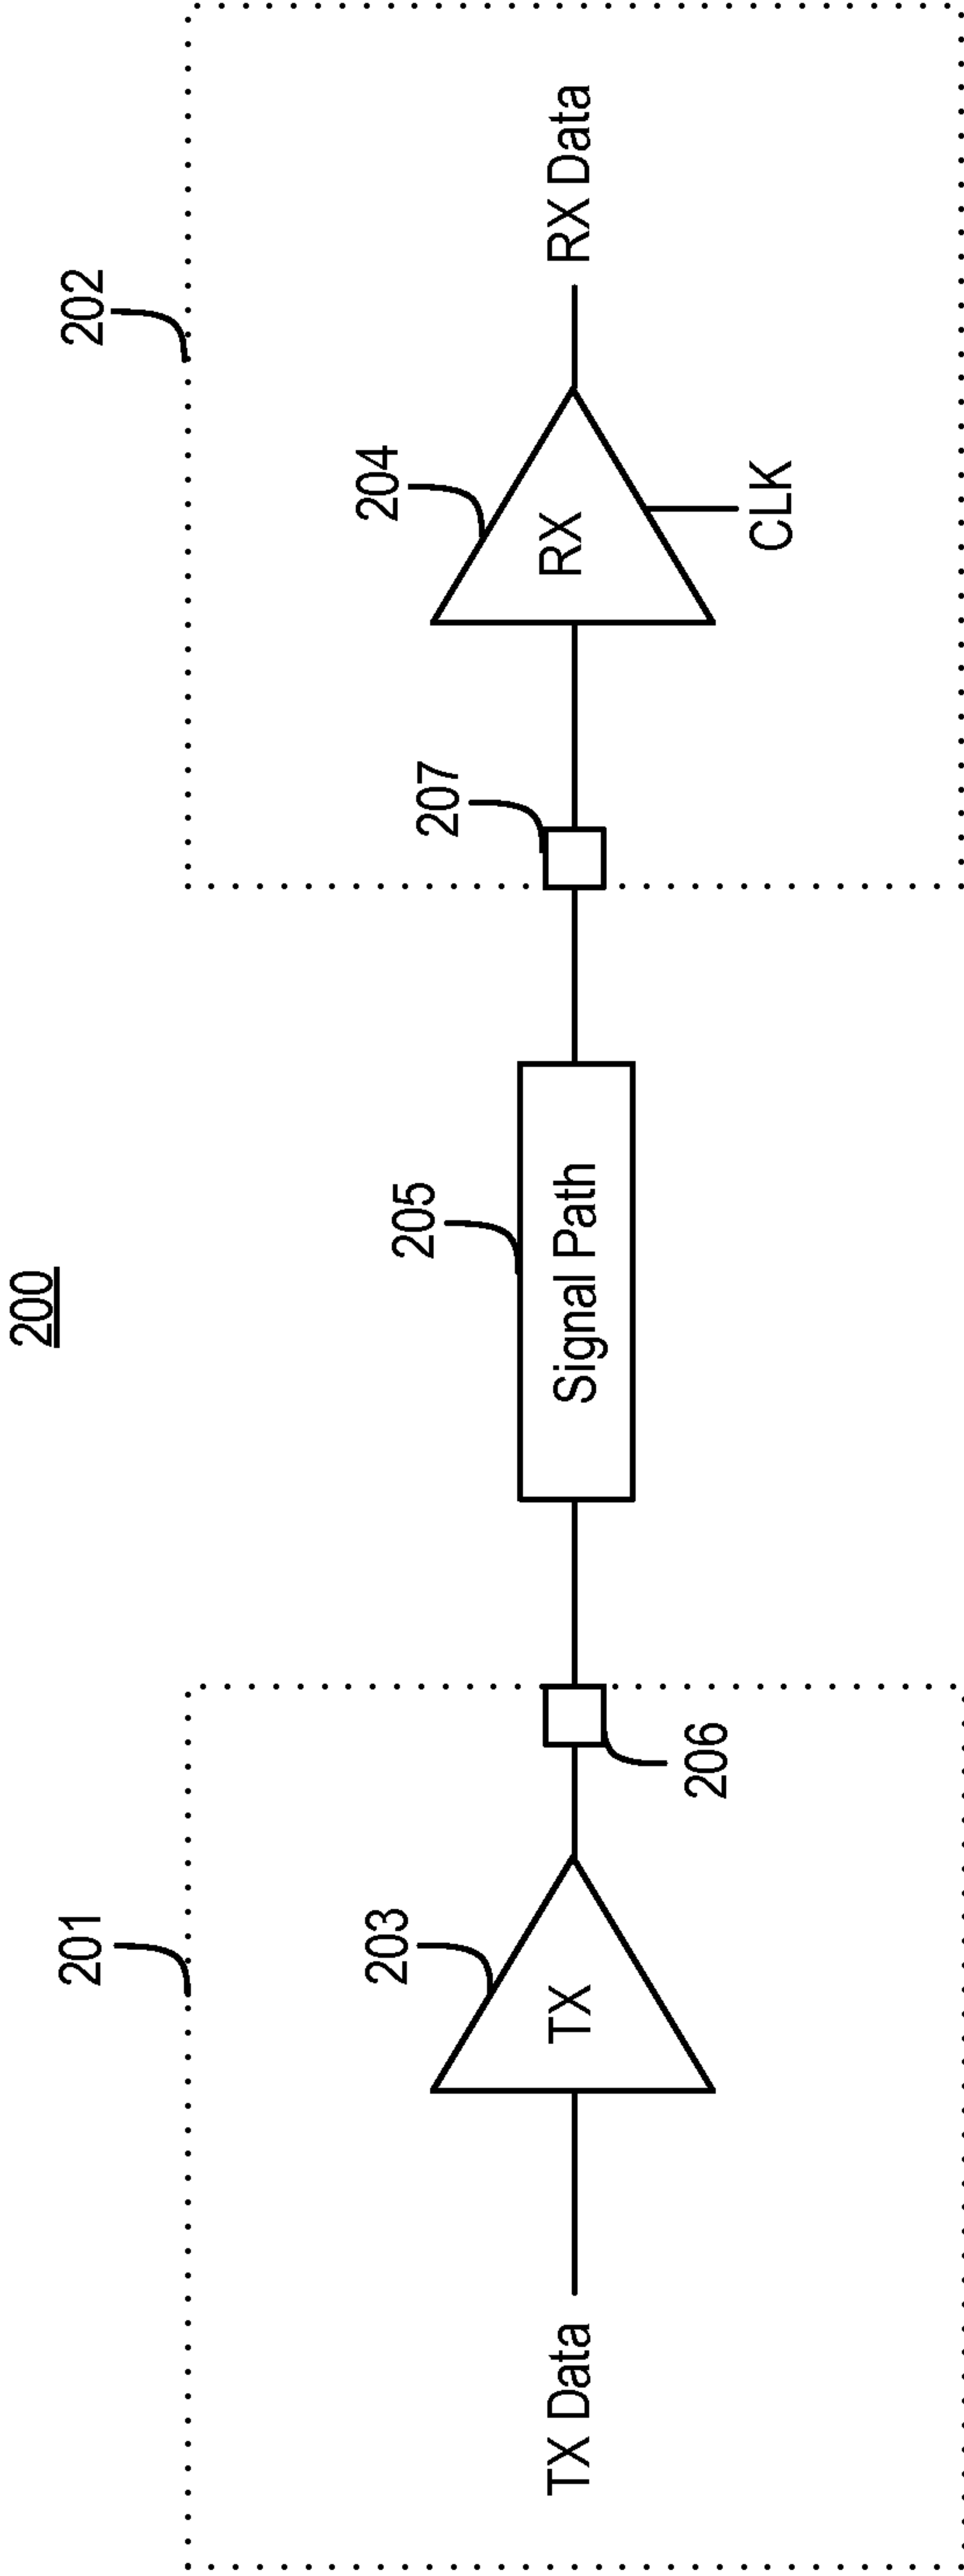 200
201
202
203
204
205
206
207
TX Data
TX
Signal Path
RX
RX Data
CLK